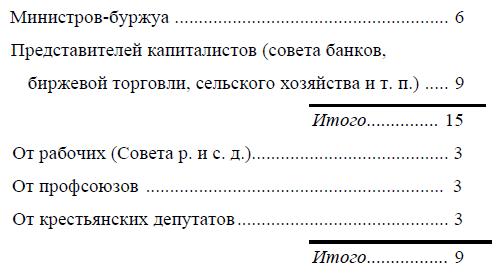 Министров-буржуа ........................................................ 6
Представителей капиталистов (совета банков,
биржевой торговли, сельского хозяйства и т. п.) ..... 9
Итого............... 15
От рабочих (Совета р. и с. д.)......................................... 3
От профсоюзов ............................................................. 3
От крестьянских депутатов........................................... 3
Итого................. 9